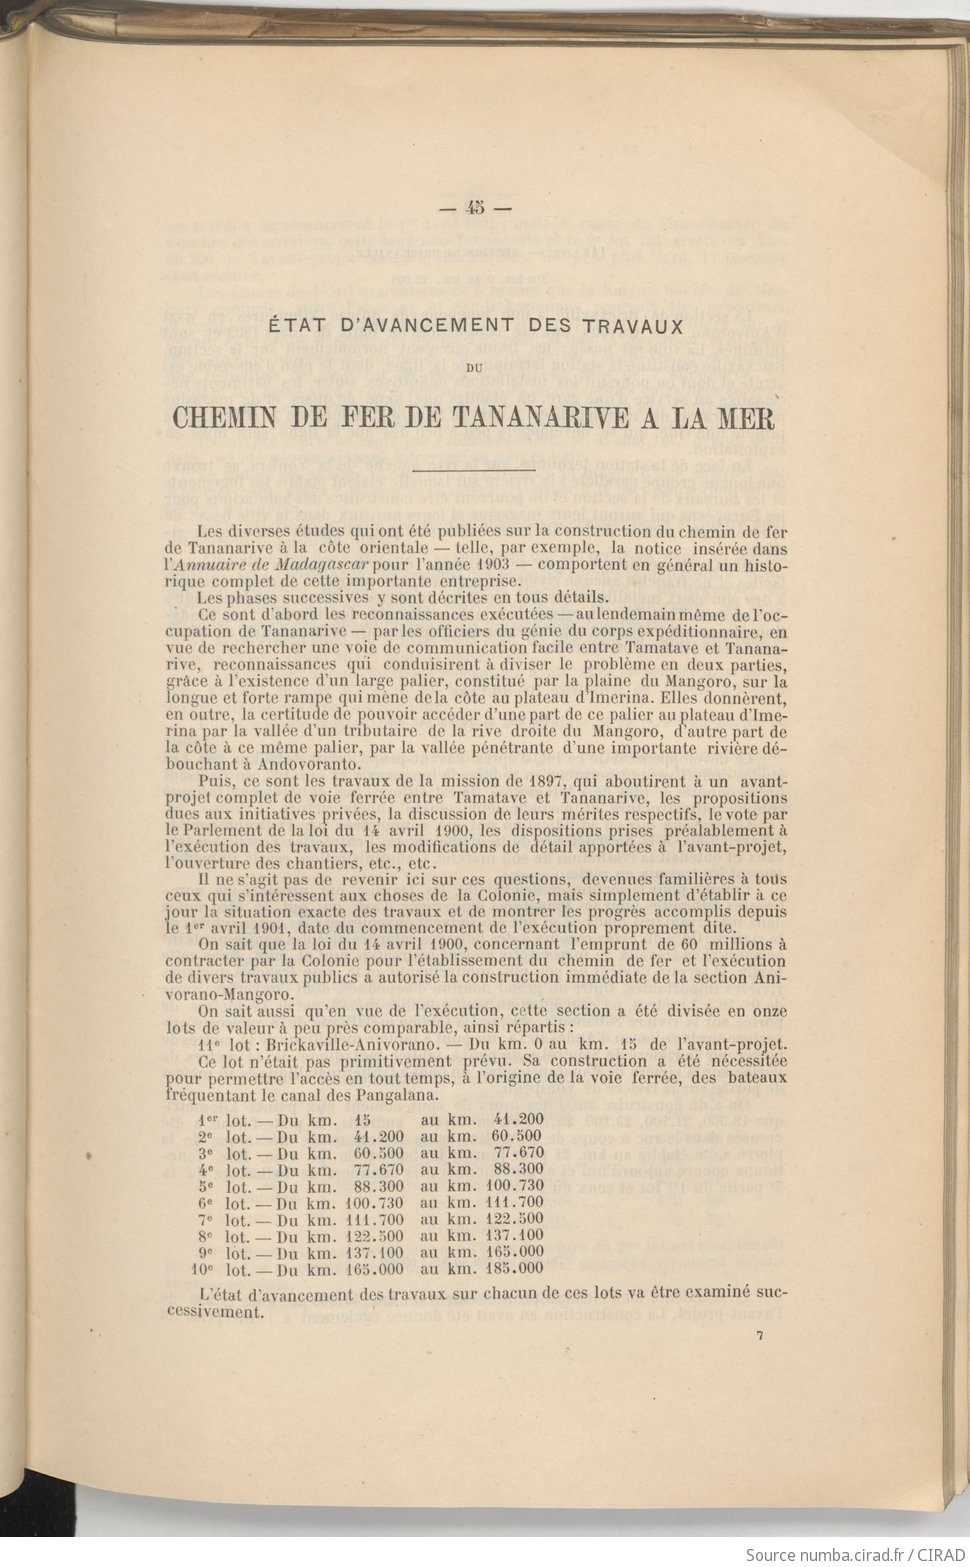 — 45 —
ÉTAT D'AVANCEMENT DES TRAVAUX
DU
CHEMIN DE FER DE TANANARIVE A LA MER
Les diverses études qui ont été publiées sur la construction du chemin de fer
de Tananarive à la côte orientale — telle, par exemple, la notice insérée dans
l'Annuaire de Madagascar pour l'année 1903 — comportent en général un histo-
rique complet de cette importante entreprise.
Les phases successives y sont décrites en tous détails.
Ce sont d'abord les reconnaissances exécutées — au lendemain même de l'oc-
cupation de Tananarive — par les officiers du génie du corps expéditionnaire, en
vue de rechercher une voie de communication facile entre Tamatave et Tanana-
rive, reconnaissances qui conduisirent à diviser le problème en deux parties,
grâce à l'existence d'un large palier, constitué par la plaine du Mangoro, sur la
longue et forte rampe qui mène de la côte au plateau d'Imerina. Elles donnèrent,
en outre, la certitude de pouvoir accéder d'une part de ce palier au plateau d'Ime-
rina par la vallée d'un tributaire de la rive droite du Mangoro, d'autre part de
la côte à ce même palier, par la vallée pénétrante d'une importante rivière dé-
bouchant à Andovoranto.
Puis, ce sont les travaux de la mission de 1897, qui aboutirent à un avant-
projet complet de voie ferrée entre Tamatave et Tananarive, les propositions
dues aux initiatives privées, la discussion de leurs mérites respectifs, le vote par
le Parlement de la loi du 14 avril 1900, les dispositions prises préalablement à
l'exécution des travaux, les modifications de détail apportées à l'avant-projet,
l'ouverture des chantiers, etc., etc.
Il ne s'agit pas de revenir ici sur ces questions, devenues familières à tous
ceux qui s'intéressent aux choses de la Colonie, mais simplement d'établir à ce
jour la situation exacte des travaux et de montrer les progrès accomplis depuis
le 1er avril 1901, date du commencement de l'exécution proprement dite.
On sait que la loi du 14 avril 1900, concernant l'emprunt de 60 millions à
contracter par la Colonie pour l'établissement du chemin de fer et l'exécution
de divers travaux publics a autorisé la construction immédiate de la section Ani-
vorano-Mangoro.
On sait aussi qu'en vue de l'exécution, cette section a été divisée en onze
lots de valeur à peu près comparable, ainsi répartis :
11e lot : Brickaville-Anivorano. — Du km. 0 au km. 15 de l'avant-projet.
Ce lot n'était pas primitivement prévu. Sa construction a été nécessitée
pour permettre l'accès en tout temps, à l'origine de la voie ferrée, des bateaux
fréquentant le canal des Pangalana.
1er lot. — Du km. 15 au km. 41.200
2e lot. — Du km. 41.200 au km. 60.500
3e lot. — Du km. 60.500 au km. 77.670
4e lot. — Du km. 77.670 au km. 88.300
5e lot. — Du km. 88.300 au km. 100.730
6e lot. — Du km. 100.730 au km. 111.700
7e lot. — Du km. 111.700 au km. 122.500
8e lot. — Du km. 122.500 au km. 137.100
9e lot. — Du km. 137.100 au km. 165.000
10e lot. — Du km. 165.000 au km. 185.000
L'état d'avancement des travaux sur chacun de ces lots va être examiné suc-
cessivement.
7
Source numba.cirad.fr / CIRAD